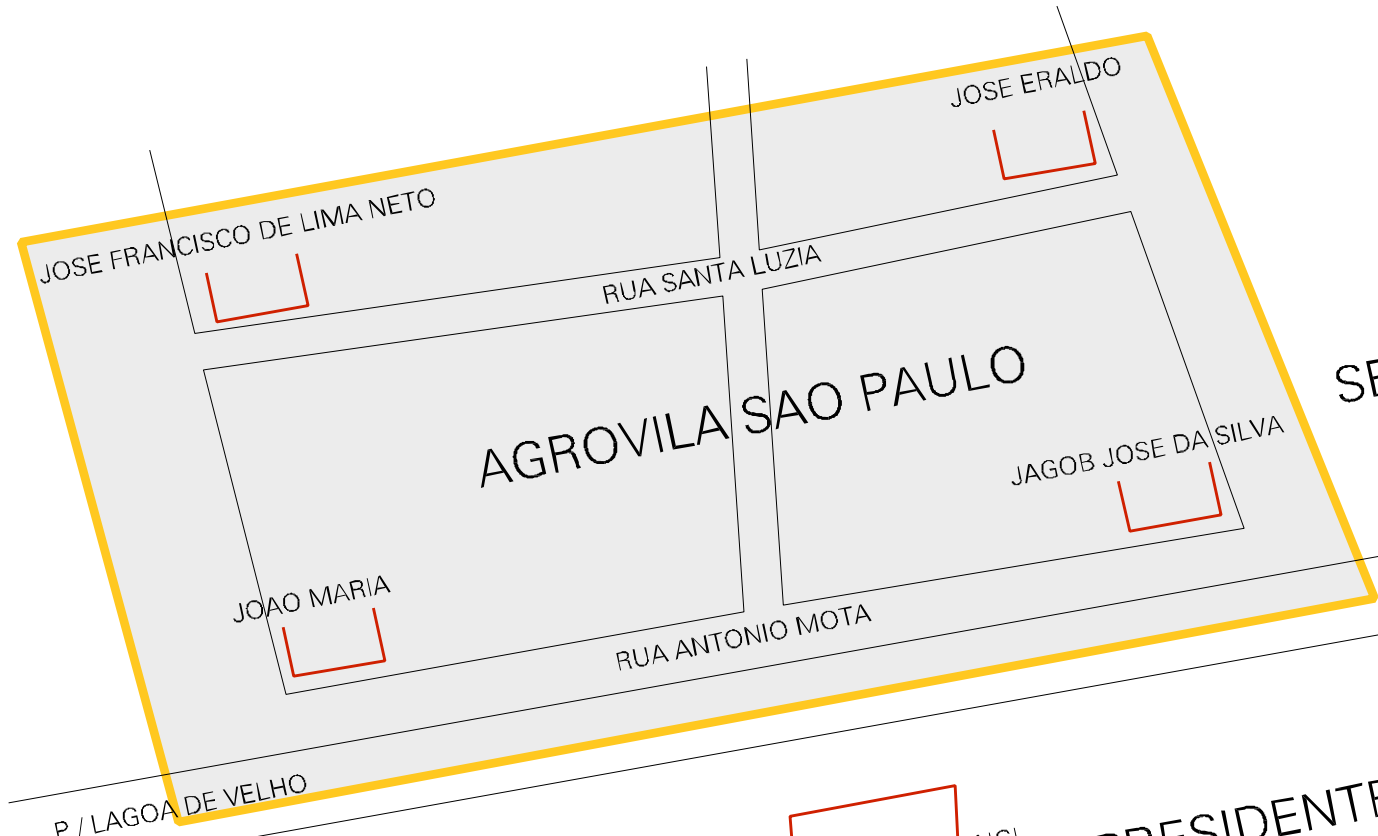 JOSE ERALDO
JOSE FRANCISCO DE LIMA NETO
RUA SANTA LUZIA
AGROVILA SAO PAULO
JAGOB JOSE DA SILVA
JOAO MARIA
RUA ANTONIO MOTA
P / LAGOA DE VELHO
PRESIDENTE